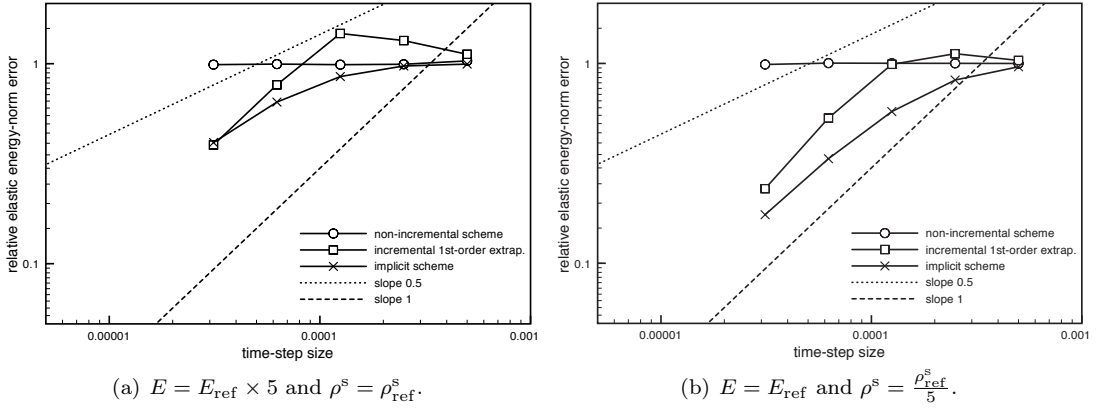 relative elastic energy-norm error
1
0.1
non-incremental scheme
incremental 1st-order extrap.
implicit scheme
slope 0.5
slope 1
0.00001
0.0001
0.001
time-step size
(a) E = E_ref × 5 and ρ^s = ρ^s_ref.
relative elastic energy-norm error
1
0.1
non-incremental scheme
incremental 1st-order extrap.
implicit scheme
slope 0.5
slope 1
0.00001
0.0001
0.001
time-step size
(b) E = E_ref and ρ^s = ρ^s_ref/5.